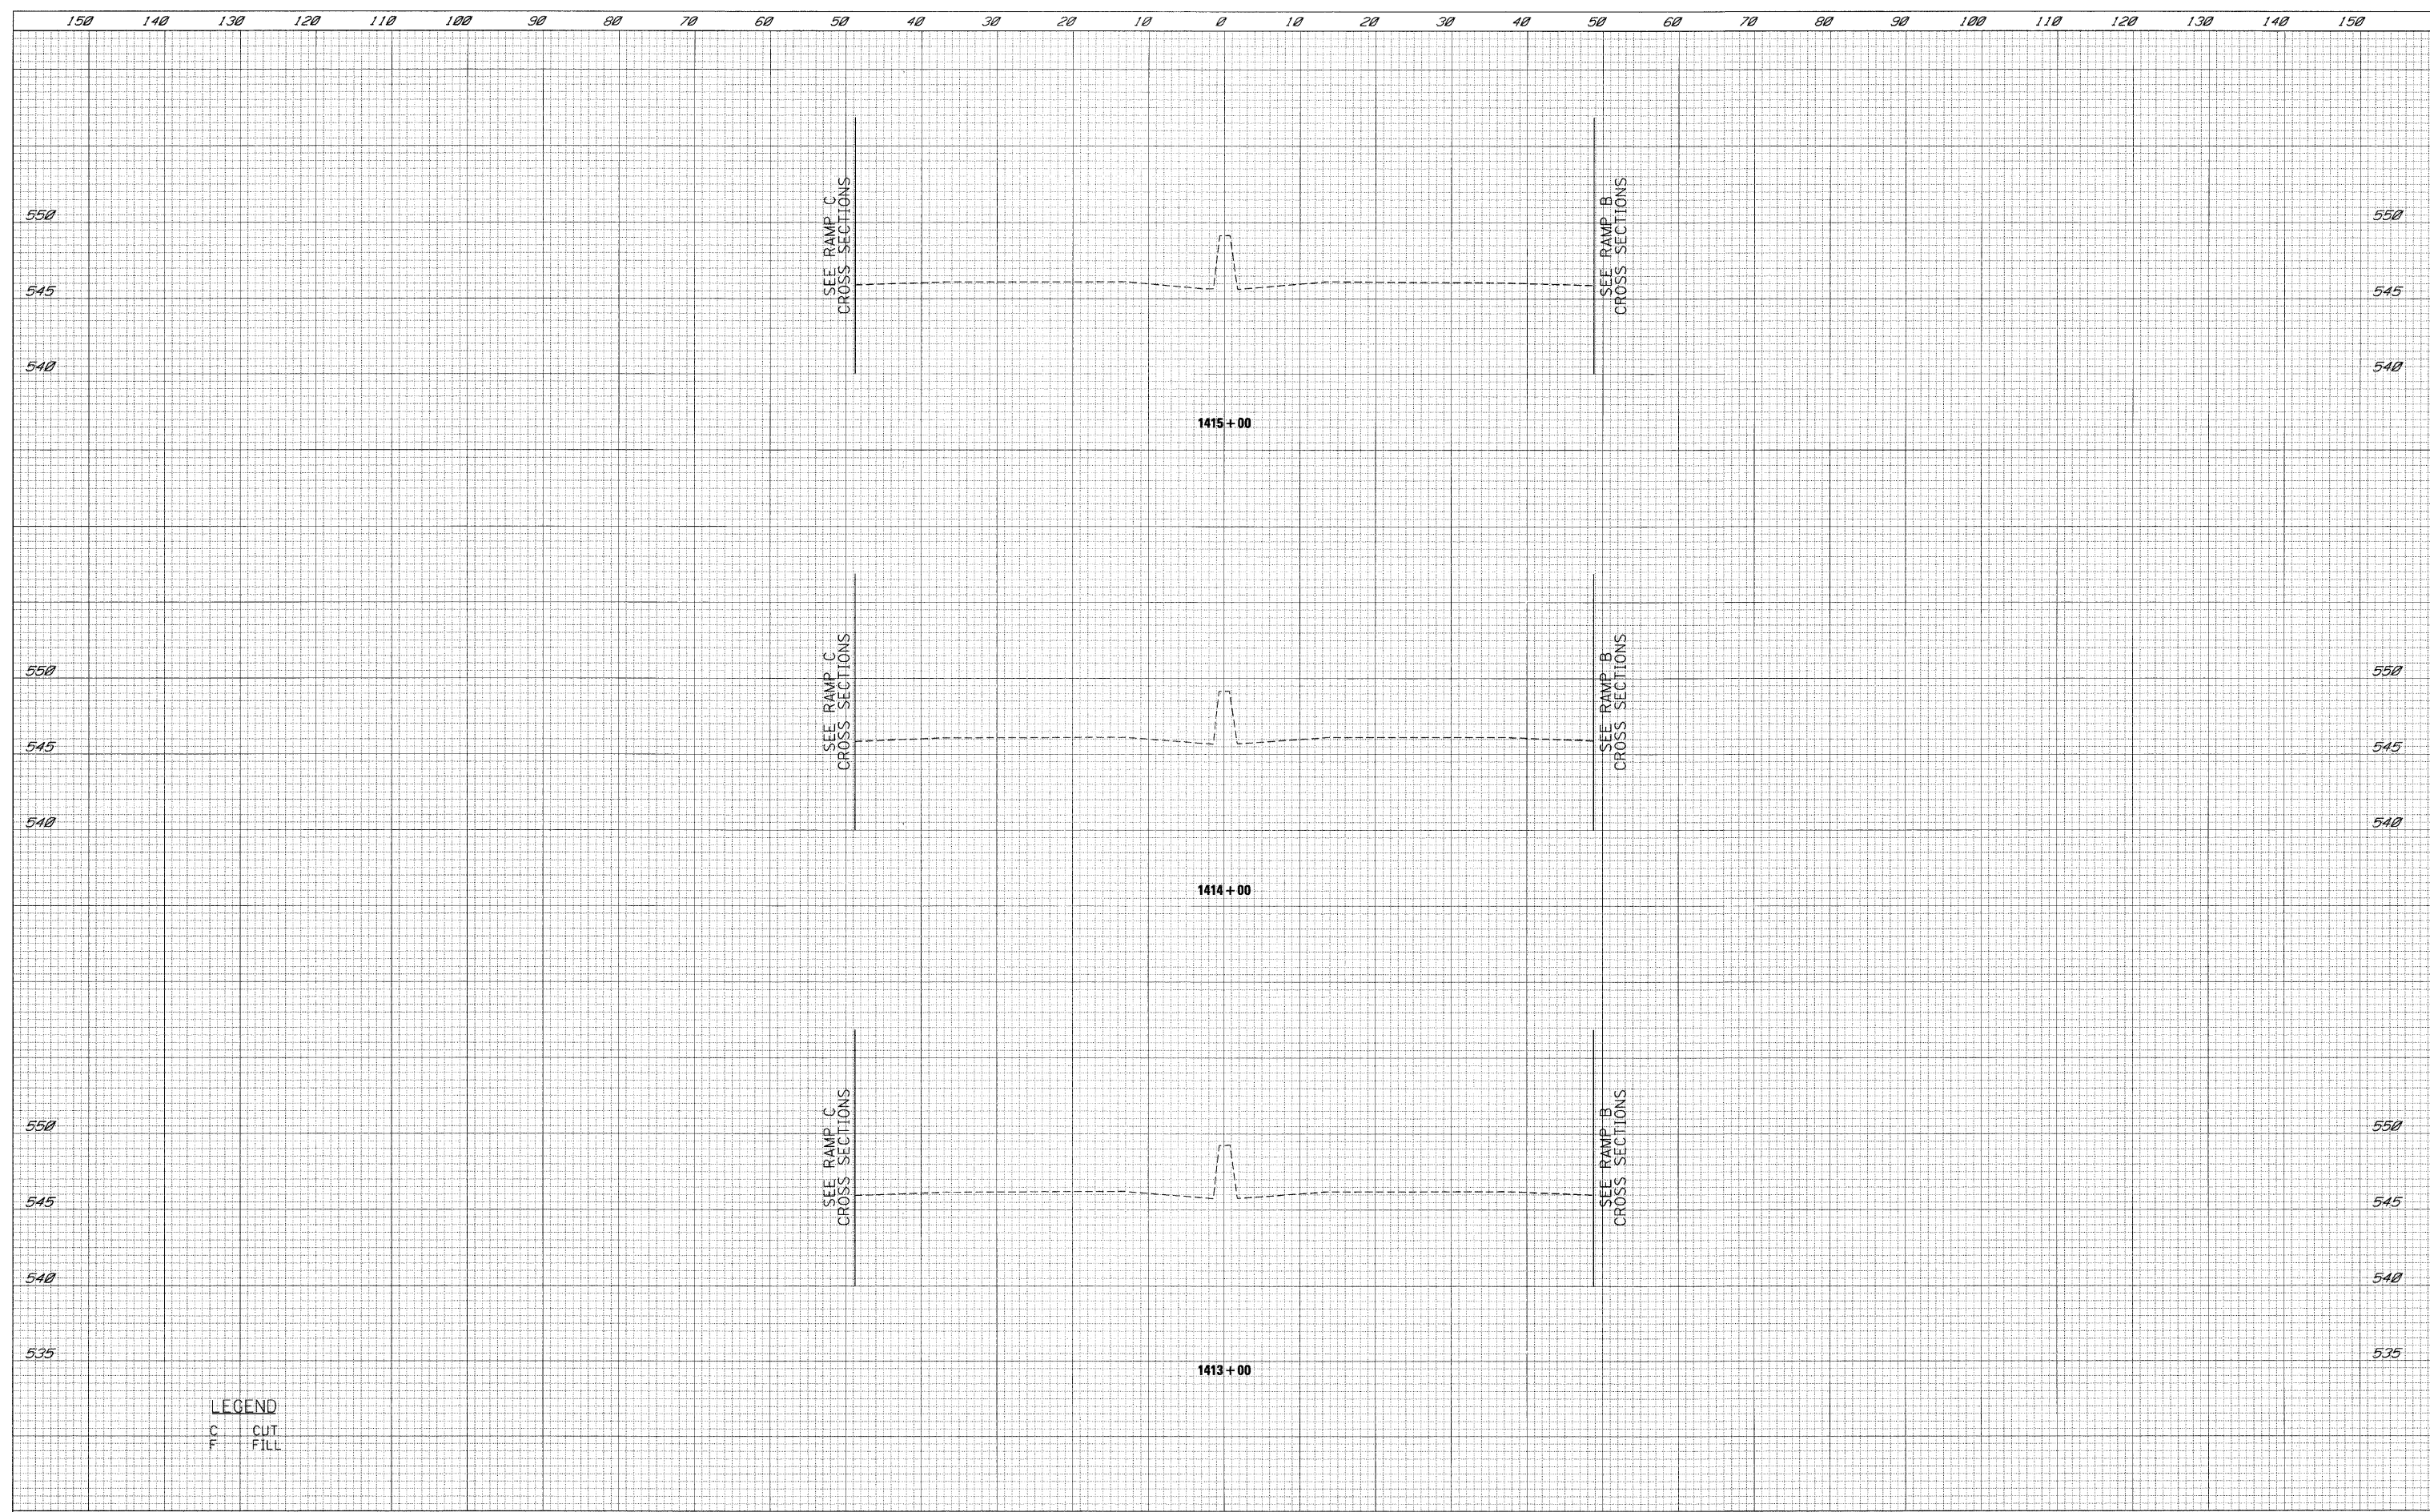 150 140 130 120 110 100 90 80 70 60 50 40 30 20 10 0 10 20 30 40 50 60 70 80 90 100 110 120 130 140 150
SEE RAMP C
CROSS SECTIONS
SEE RAMP B
CROSS SECTIONS
550 550
545 545
540 540
1415+00
SEE RAMP C
CROSS SECTIONS
SEE RAMP B
CROSS SECTIONS
550 550
545 545
540 540
1414+00
SEE RAMP C
CROSS SECTIONS
SEE RAMP B
CROSS SECTIONS
550 550
545 545
540 540
535 535
1413+00
LEGEND
C CUT
F FILL